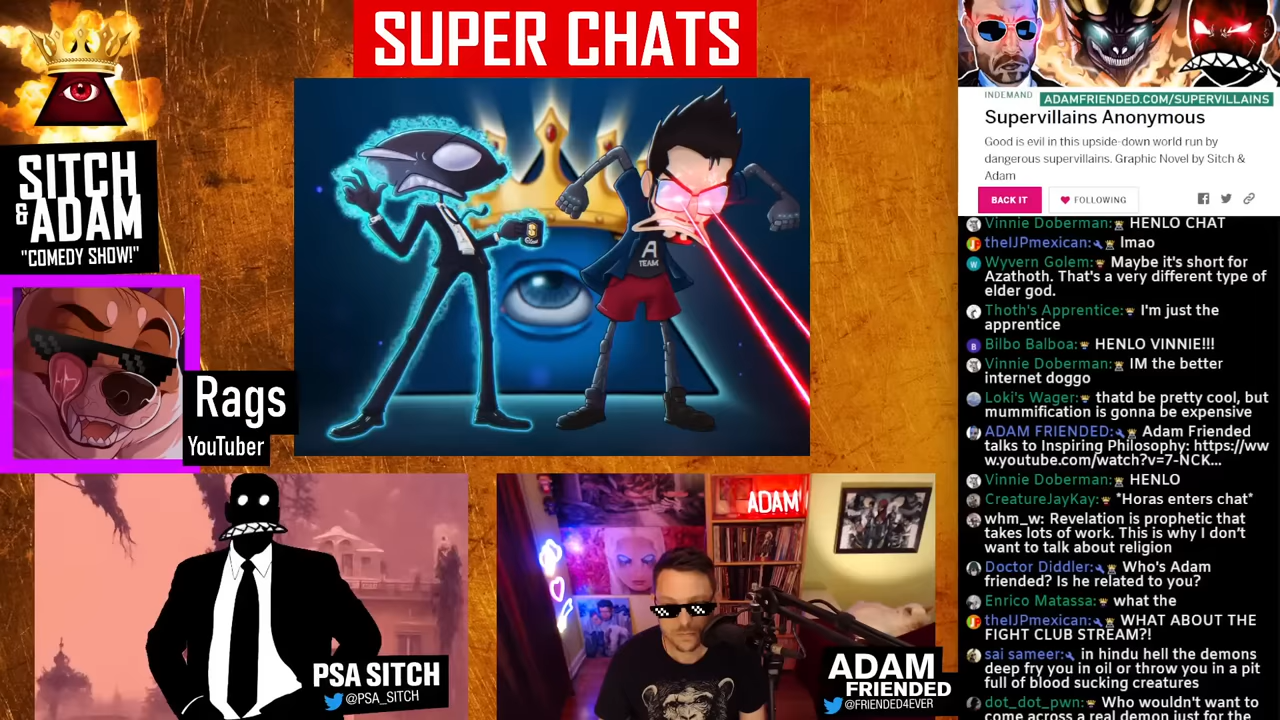 SUPER CHATS
SITCH
& ADAM
"COMEDY SHOW!"
Rags
YouTuber
A
TEAM
PSA SITCH
@PSA_SITCH
ADAM
ADAM
FRIENDED
@FRIENDED4EVER
INDEMAND
ADAMFRIENDED.COM/SUPERVILLAINS
Supervillains Anonymous
Good is evil in this upside-down world run by
dangerous supervillains. Graphic Novel by Sitch &
Adam
BACK IT
FOLLOWING
Vinnie Doberman: HENLO CHAT
theIJPmexican: lmao
W
Wyvern Golem: Maybe it's short for
Azathoth. That's a very different type of
elder god.
Thoth's Apprentice: I'm just the
apprentice
B
Bilbo Balboa: HENLO VINNIE!!!
Vinnie Doberman: IM the better
internet doggo
Loki's Wager: thatd be pretty cool, but
mummification is gonna be expensive
ADAM FRIENDED: Adam Friended
talks to Inspiring Philosophy: https://ww
w.youtube.com/watch?v=7-NCK...
Vinnie Doberman: HENLO
CreatureJayKay: *Horas enters chat*
whm_w: Revelation is prophetic that
takes lots of work. This is why I don't
want to talk about religion
Doctor Diddler: Who's Adam
friended? Is he related to you?
Enrico Matassa: what the
theIJPmexican: WHAT ABOUT THE
FIGHT CLUB STREAM?!
sai sameer: in hindu hell the demons
deep fry you in oil or throw you in a pit
full of blood sucking creatures
dot_dot_pwn: Who wouldn't want to
come across a real demon just for the